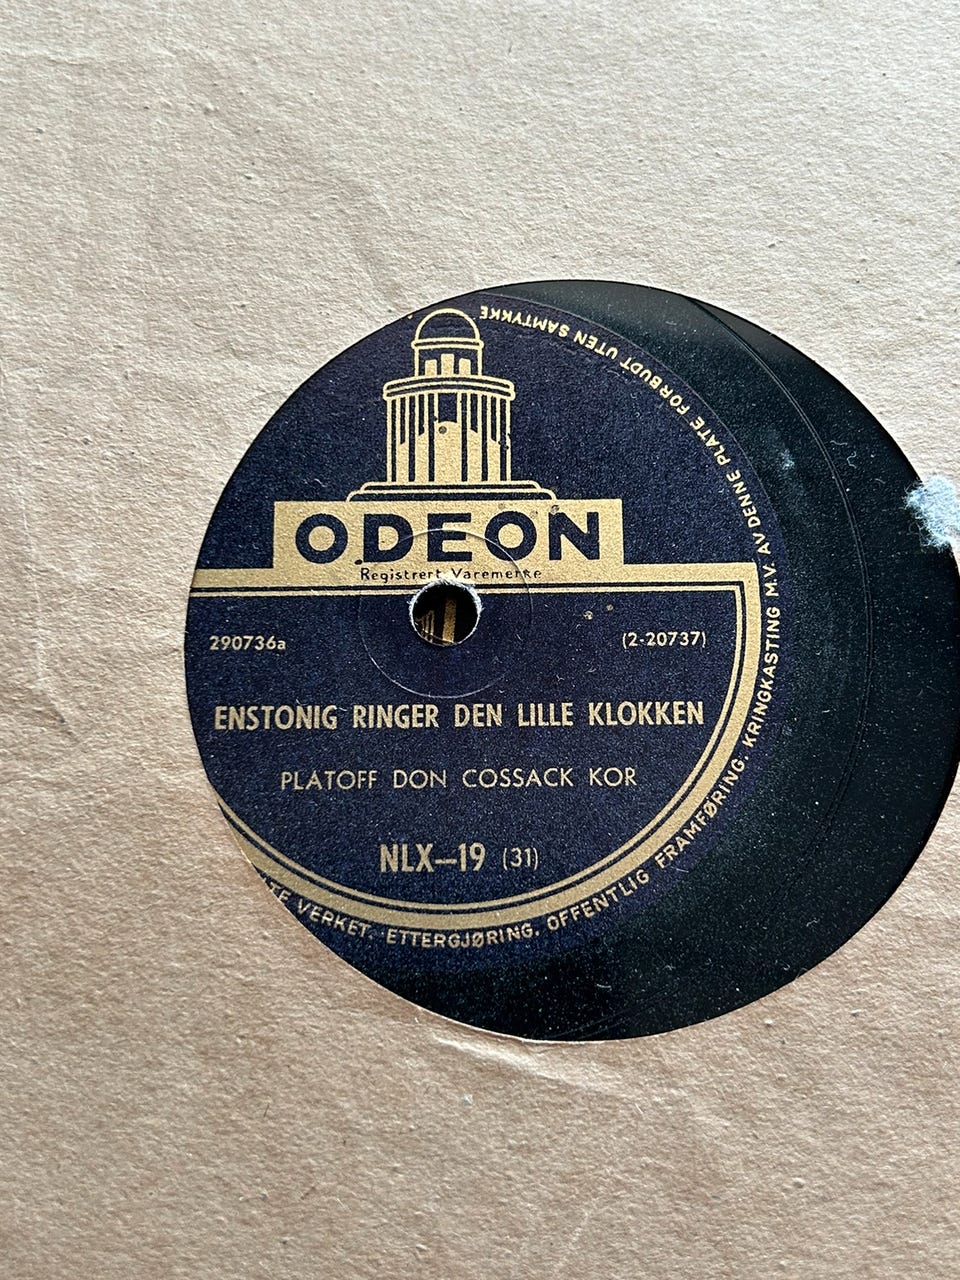 ODEON
Registrert Varemerke
290736a
(2-20737)
ENSTONIG RINGER DEN LILLE KLOKKEN
PLATOFF DON COSSACK KOR
NLX—19 (31)
VERKET. ETTERGJØRING. OFFENTLIG FRAMFØRING. KRINGKASTING M.V. AV DENNE PLATE FORBUDT UTEN SAMTYKKE